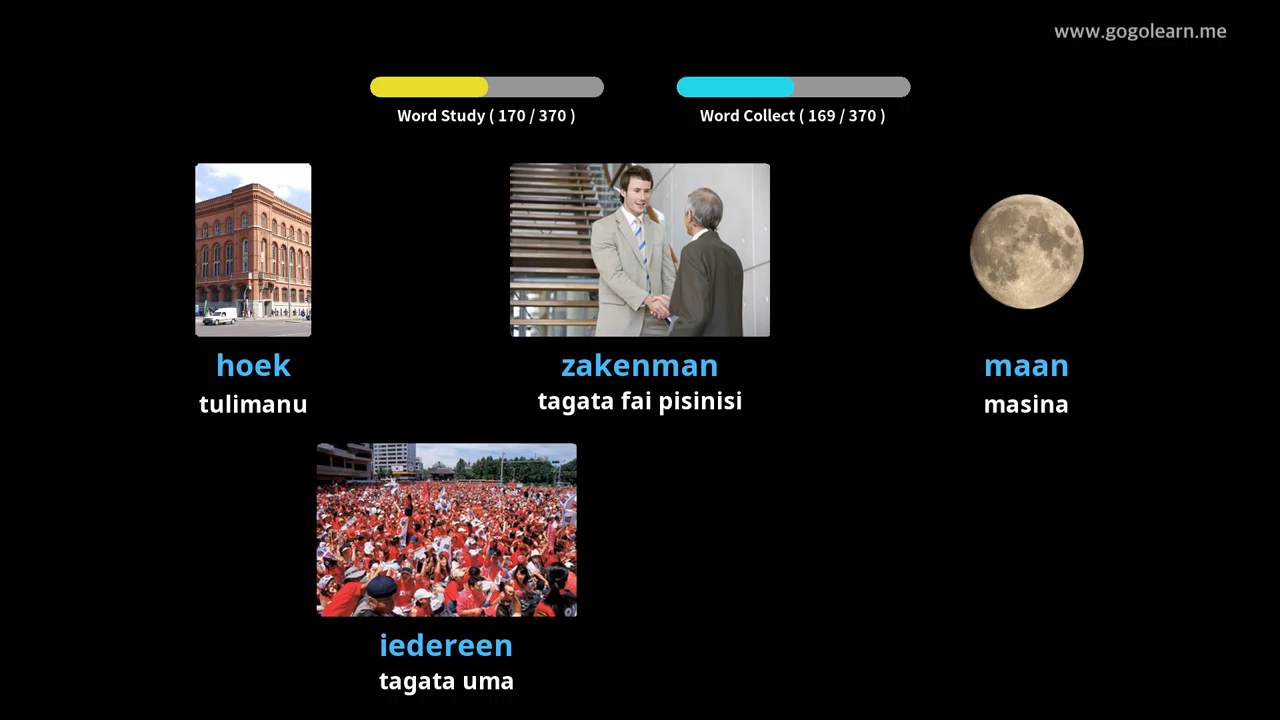 www.gogolearn.me
Word Study ( 170 / 370 )
Word Collect ( 169 / 370 )
hoek
tulimanu
zakenman
tagata fai pisinisi
maan
masina
iedereen
tagata uma